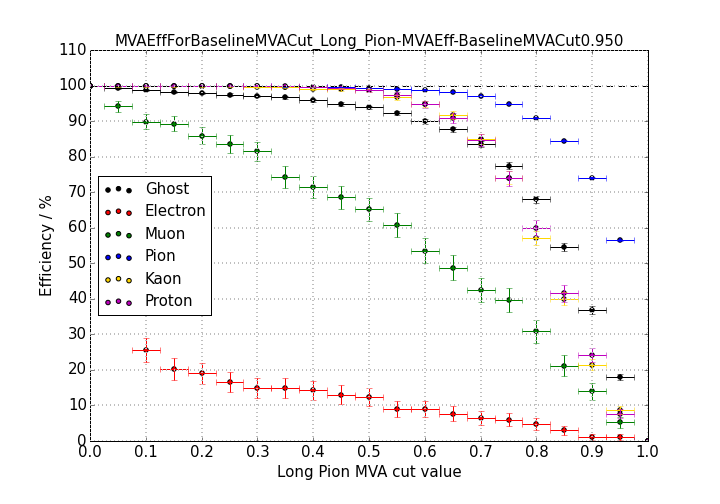 MVAEffForBaselineMVACut_Long_Pion-MVAEff-BaselineMVACut0.950
110
100
90
80
70
60
50
40
30
20
10
0
Efficiency / %
Ghost
Electron
Muon
Pion
Kaon
Proton
0.0 0.1 0.2 0.3 0.4 0.5 0.6 0.7 0.8 0.9 1.0
Long Pion MVA cut value